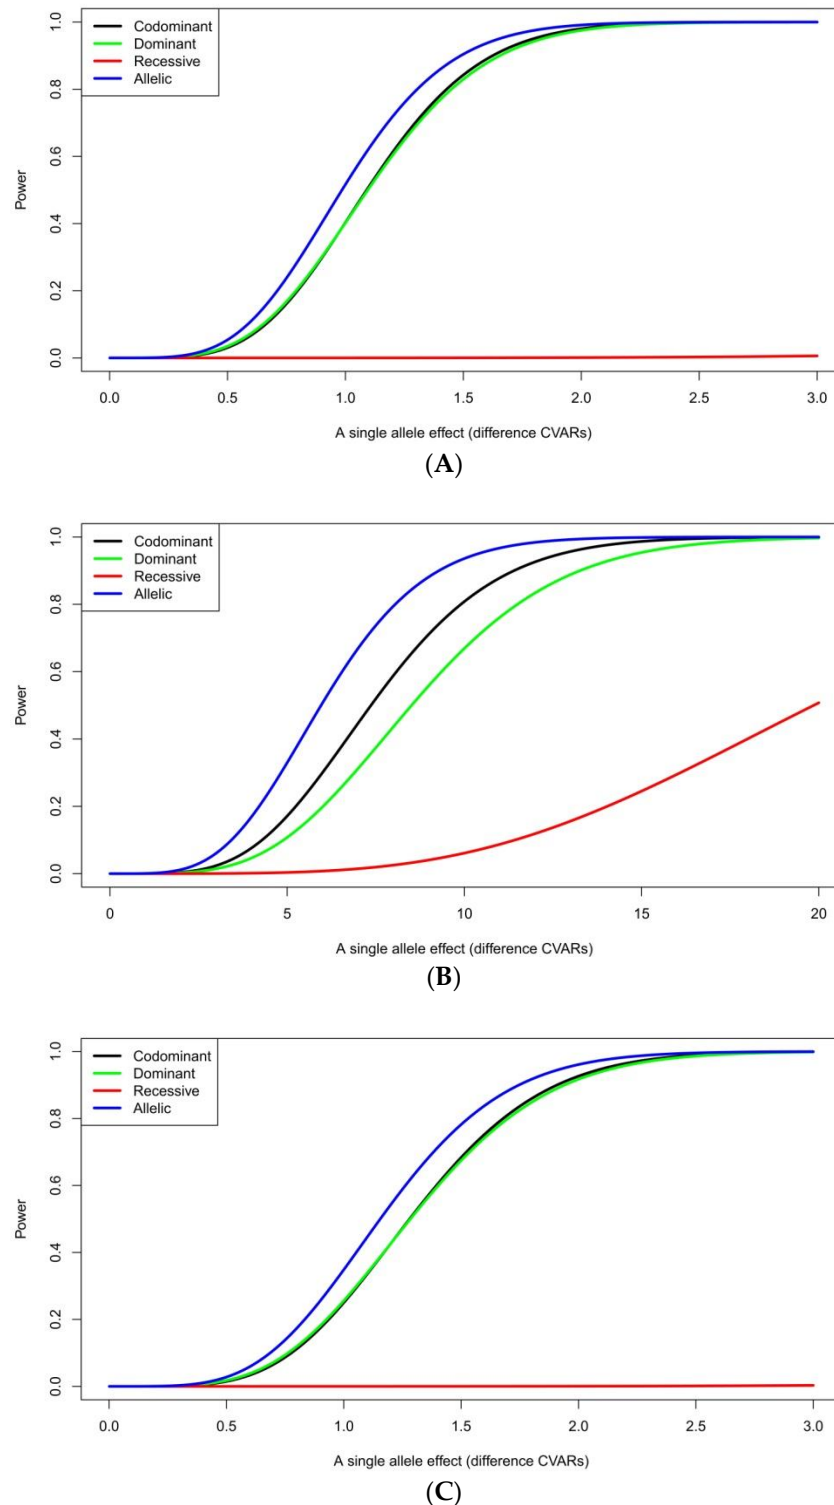 Codominant
Dominant
Recessive
Allelic
1.0
0.8
0.6
0.4
0.2
0.0
Power
0.0 0.5 1.0 1.5 2.0 2.5 3.0
A single allele effect (difference CVARs)
(A)
Codominant
Dominant
Recessive
Allelic
1.0
0.8
0.6
0.4
0.2
0.0
Power
0 5 10 15 20
A single allele effect (difference CVARs)
(B)
Codominant
Dominant
Recessive
Allelic
1.0
0.8
0.6
0.4
0.2
0.0
Power
0.0 0.5 1.0 1.5 2.0 2.5 3.0
A single allele effect (difference CVARs)
(C)